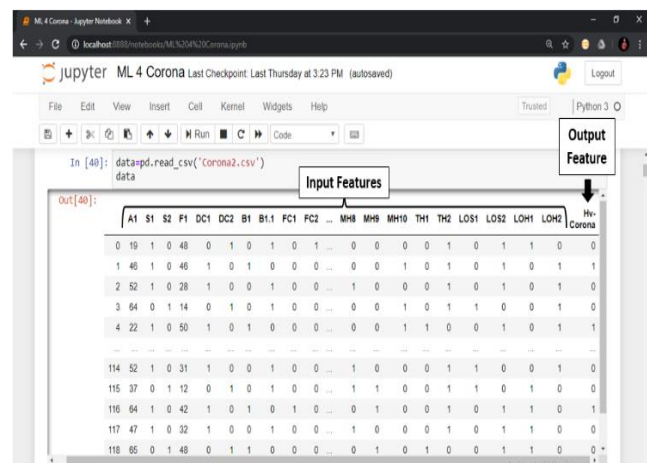 ML 4 Corona - Jupyter Notebook
localhost:8888/notebooks/ML%204%20Corona.ipynb
jupyter ML 4 Corona Last Checkpoint: Last Thursday at 3:23 PM (autosaved)
Logout
File Edit View Insert Cell Kernel Widgets Help
Trusted Python 3
Run Code
Output Feature
In [40]: data=pd.read_csv('Corona2.csv')
data
Input Features
Out[40]:
A1 S1 S2 F1 DC1 DC2 B1 B1.1 FC1 FC2 ... MH8 MH9 MH10 TH1 TH2 LOS1 LOS2 LOH1 LOH2 Hv-Corona
0 19 1 0 48 0 1 0 1 0 1 ... 0 0 0 0 1 0 1 1 0 0
1 46 1 0 46 1 0 1 0 0 0 ... 0 0 1 0 1 0 1 0 1 1
2 52 1 0 28 1 0 0 1 0 0 ... 1 0 0 0 1 0 1 0 1 0
3 64 0 1 14 0 1 0 1 0 0 ... 0 0 1 0 1 1 0 0 1 0
4 22 1 0 50 1 0 1 0 0 0 ... 0 0 1 1 0 0 1 0 1 1
... ... ... ... ... ... ... ... ... ... ... ... ... ... ... ... ... ... ... ... ... ...
114 52 1 0 31 1 0 0 1 0 0 ... 1 0 0 0 1 1 0 0 1 0
115 37 0 1 12 0 1 0 1 0 0 ... 1 1 0 0 1 1 0 1 0 0
116 64 1 0 42 1 0 1 0 1 0 ... 0 1 0 0 1 0 1 1 0 1
117 47 1 0 32 1 0 0 1 0 0 ... 1 0 0 0 1 0 1 1 0 0
118 65 0 1 48 0 1 1 0 0 0 ... 0 1 0 1 0 0 1 1 0 0